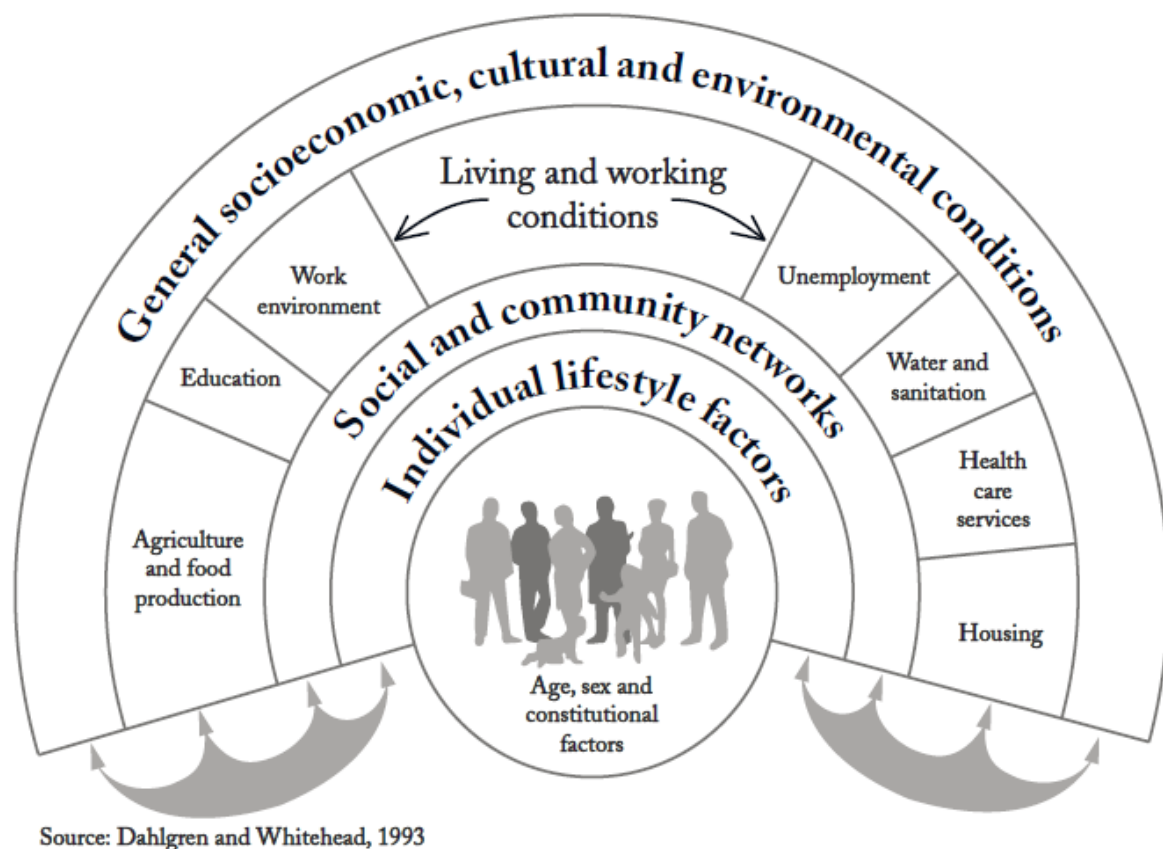 General socioeconomic, cultural and environmental conditions
Living and working
conditions
Work
environment
Unemployment
Education
Water and
sanitation
Agriculture
and food
production
Health
care
services
Housing
Social and community networks
Individual lifestyle factors
Age, sex and
constitutional
factors
Source: Dahlgren and Whitehead, 1993